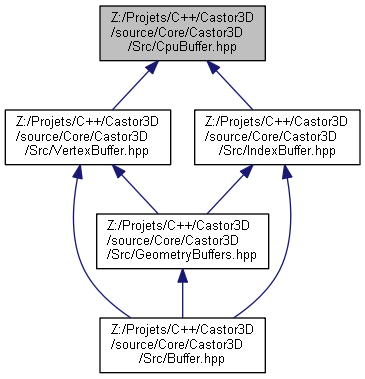 Z:/Projets/C++/Castor3D
/source/Core/Castor3D
/Src/CpuBuffer.hpp
Z:/Projets/C++/Castor3D
/source/Core/Castor3D
/Src/VertexBuffer.hpp
Z:/Projets/C++/Castor3D
/source/Core/Castor3D
/Src/IndexBuffer.hpp
Z:/Projets/C++/Castor3D
/source/Core/Castor3D
/Src/GeometryBuffers.hpp
Z:/Projets/C++/Castor3D
/source/Core/Castor3D
/Src/Buffer.hpp